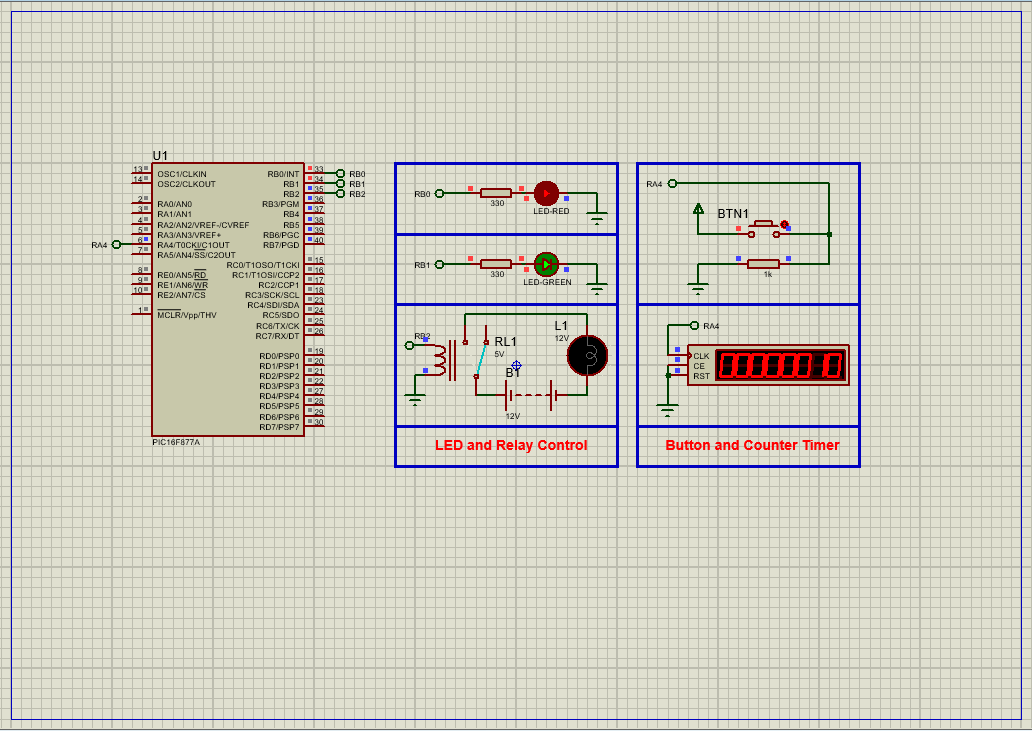 U1
13 OSC1/CLKIN
14 OSC2/CLKOUT
2 RA0/AN0
3 RA1/AN1
4 RA2/AN2/VREF-/CVREF
5 RA3/AN3/VREF+
RA4 6 RA4/T0CKI/C1OUT
7 RA5/AN4/SS/C2OUT
8 RE0/AN5/RD
9 RE1/AN6/WR
10 RE2/AN7/CS
1 MCLR/Vpp/THV
RB0/INT 33 RB0
RB1 34 RB1
RB2 35 RB2
RB3/PGM 36
RB4 37
RB5 38
RB6/PGC 39
RB7/PGD 40
RC0/T1OSO/T1CKI 15
RC1/T1OSI/CCP2 16
RC2/CCP1 17
RC3/SCK/SCL 18
RC4/SDI/SDA 23
RC5/SDO 24
RC6/TX/CK 25
RC7/RX/DT 26
RD0/PSP0 19
RD1/PSP1 20
RD2/PSP2 21
RD3/PSP3 22
RD4/PSP4 27
RD5/PSP5 28
RD6/PSP6 29
RD7/PSP7 30
PIC16F877A
RB0
330
LED-RED
RB1
330
LED-GREEN
RB2
RL1
5V
L1
12V
B1
12V
LED and Relay Control
RA4
BTN1
1k
RA4
CLK
CE
RST
Button and Counter Timer